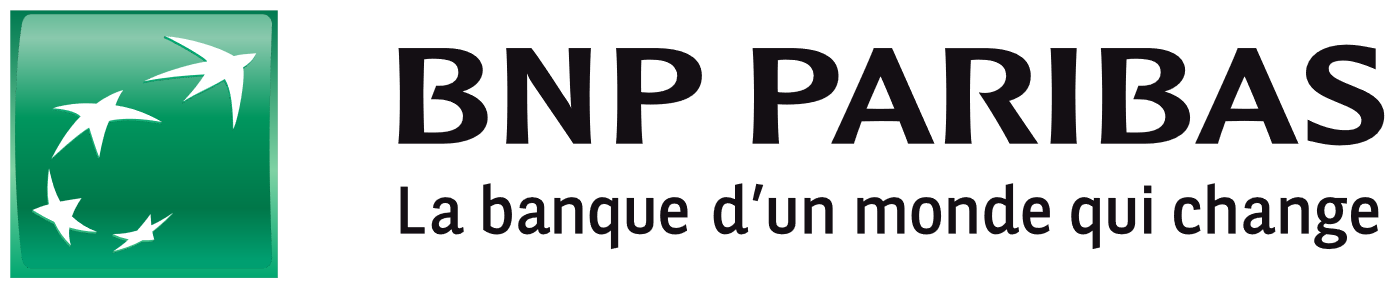 BNP PARIBAS
La banque d’un monde qui change